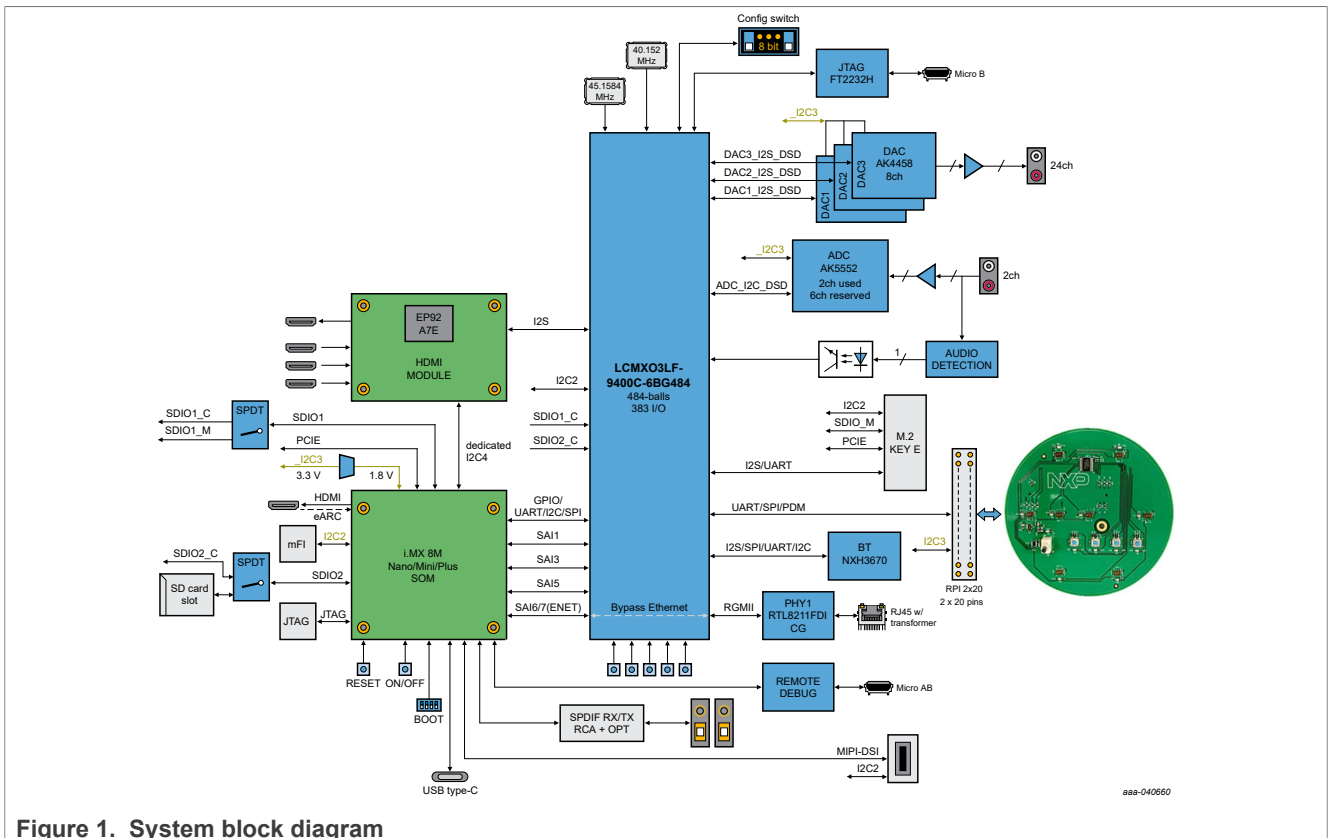 Config switch
8 bit
40.152
MHz
45.1584
MHz
JTAG
FT2232H
Micro B
_I2C3
DAC3_I2S_DSD
DAC2_I2S_DSD
DAC1_I2S_DSD
DAC1
DAC2
DAC3
DAC
AK4458
8ch
24ch
_I2C3
ADC_I2C_DSD
ADC
AK5552
2ch used
6ch reserved
2ch
1
AUDIO
DETECTION
EP92
A7E
HDMI
MODULE
I2S
I2C2
SDIO1_C
SDIO2_C
LCMXO3LF-
9400C-6BG484
484-balls
383 I/O
SDIO1_C
SDIO1_M
SPDT
SDIO1
PCIE
_I2C3
3.3 V
1.8 V
dedicated
I2C4
I2C2
SDIO_M
PCIE
M.2
KEY E
I2S/UART
HDMI
eARC
mFI
I2C2
SDIO2_C
SPDT
SD card
slot
SDIO2
JTAG
JTAG
i.MX 8M
Nano/Mini/Plus
SOM
GPIO/
UART/I2C/SPI
SAI1
SAI3
SAI5
SAI6/7(ENET)
Bypass Ethernet
UART/SPI/PDM
I2S/SPI/UART/I2C
BT
NXH3670
I2C3
RPI 2x20
2 x 20 pins
NXP
RGMII
PHY1
RTL8211FDI
CG
RJ45 w/
transformer
RESET
ON/OFF
BOOT
REMOTE
DEBUG
Micro AB
SPDIF RX/TX
RCA + OPT
MIPI-DSI
I2C2
USB type-C
aaa-040660
Figure 1. System block diagram